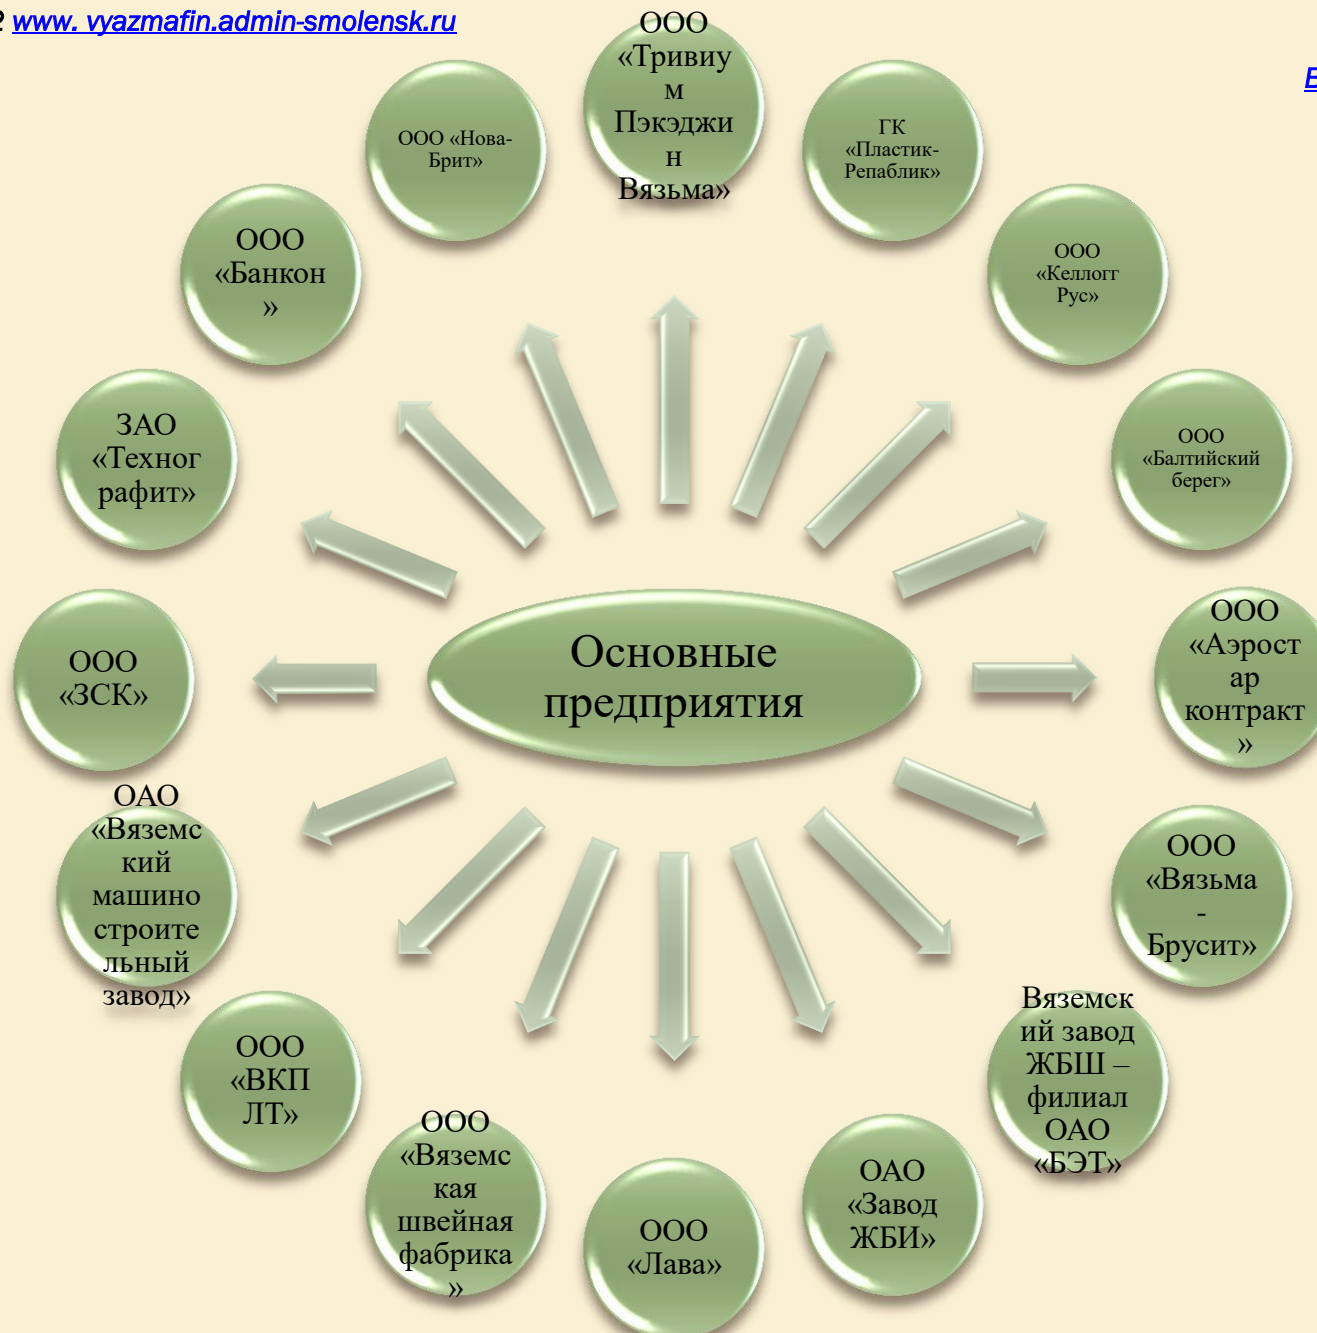 2 www. vyazmafin.admin-smolensk.ru
В
ООО
«Тривиу
м
Пэкэджи
н
Вязьма»
ГК
«Пластик-
Репаблик»
ООО
«Келлогг
Рус»
ООО
«Балтийский
берег»
ООО
«Аэрост
ар
контракт
»
ООО
«Вязьма
-
Брусит»
Вяземск
ий завод
ЖБШ –
филиал
ОАО
«БЭТ»
ОАО
«Завод
ЖБИ»
ООО
«Лава»
ООО
«Вяземс
кая
швейная
фабрика
»
ООО
«ВКП
ЛТ»
ОАО
«Вяземс
кий
машино
строите
льный
завод»
ООО
«ЗСК»
ЗАО
«Техног
рафит»
ООО
«Банкон
»
ООО «Нова-
Брит»
Основные
предприятия